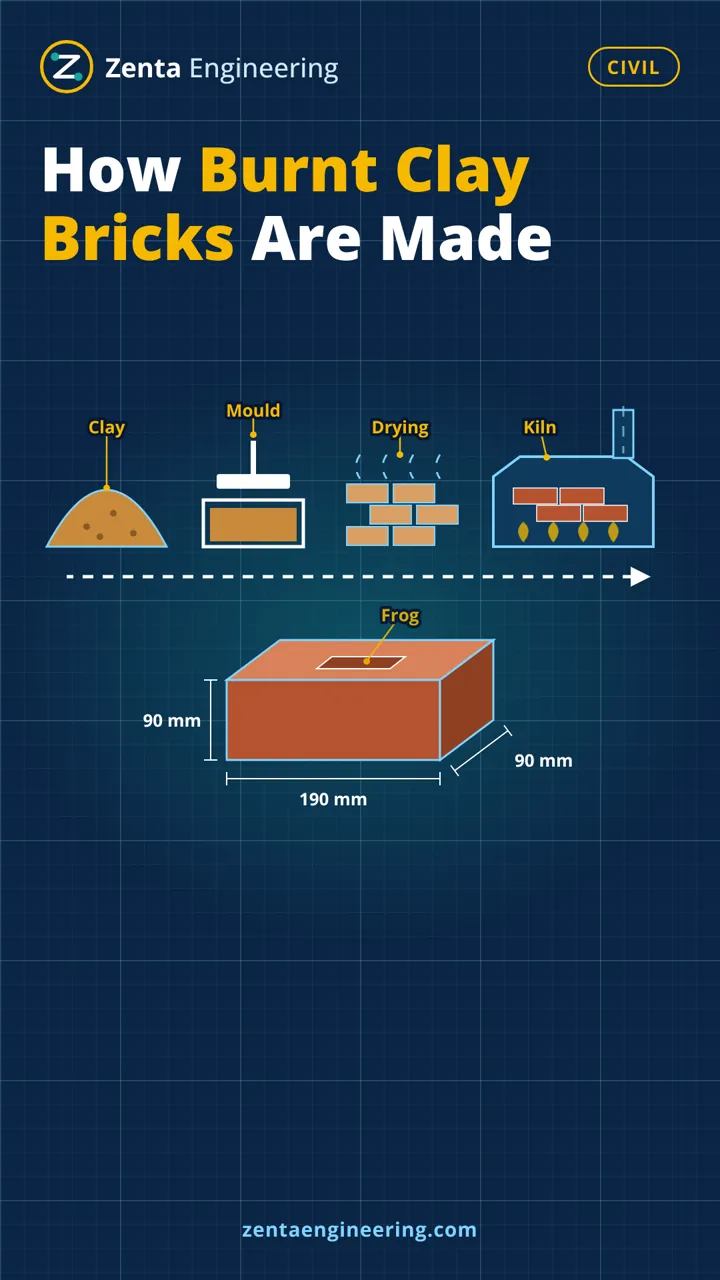 Zenta Engineering
CIVIL
How Burnt Clay
Bricks Are Made
Clay
Mould
Drying
Kiln
Frog
90 mm
90 mm
190 mm
zentaengineering.com